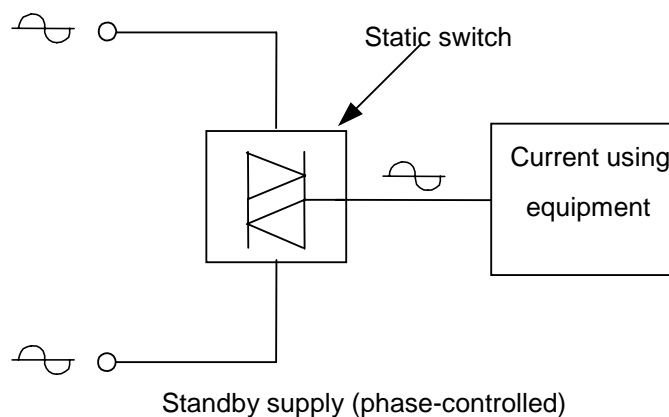 Static switch
Current using
equipment
Standby supply (phase-controlled)